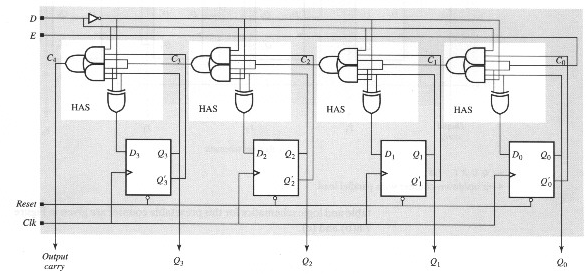 D
E
C₄ C₃ C₂ C₁ C₀
HAS HAS HAS HAS
D₃ Q₃ D₂ Q₂ D₁ Q₁ D₀ Q₀
Q'₃ Q'₂ Q'₁ Q'₀
Reset
Clk
Output
carry
Q₃ Q₂ Q₁ Q₀